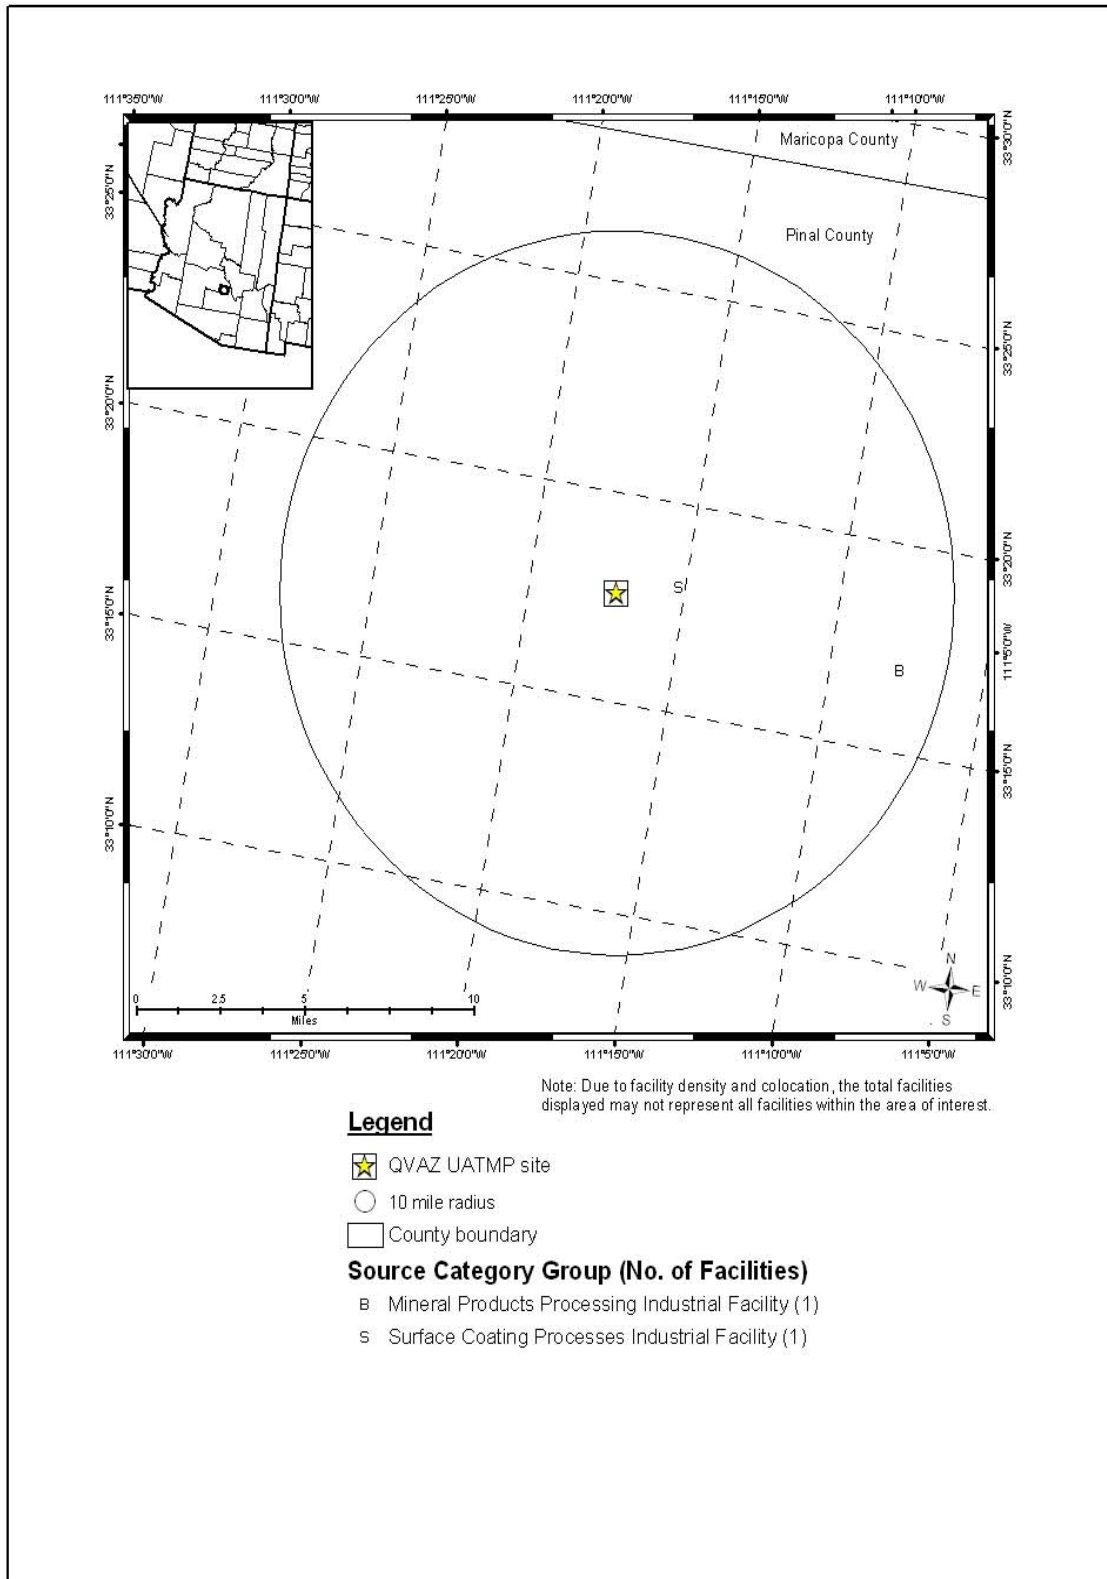 111°35'0"W 111°30'0"W 111°25'0"W 111°20'0"W 111°15'0"W 111°10'0"W
Maricopa County
33°30'0"N
33°25'0"N
Pinal County
33°25'0"N
33°20'0"N
33°20'0"N
S
33°15'0"N
111°5'0"W
B
33°15'0"N
33°10'0"N
N
W E
S
33°10'0"N
0 2.5 5 10
Miles
111°30'0"W 111°25'0"W 111°20'0"W 111°15'0"W 111°10'0"W 111°5'0"W
Note: Due to facility density and colocation, the total facilities
displayed may not represent all facilities within the area of interest.
Legend
QVAZ UATMP site
10 mile radius
County boundary
Source Category Group (No. of Facilities)
B Mineral Products Processing Industrial Facility (1)
S Surface Coating Processes Industrial Facility (1)